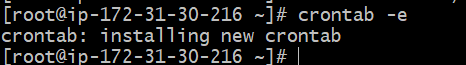 [root@ip-172-31-30-216 ~]# crontab -e
crontab: installing new crontab
[root@ip-172-31-30-216 ~]#